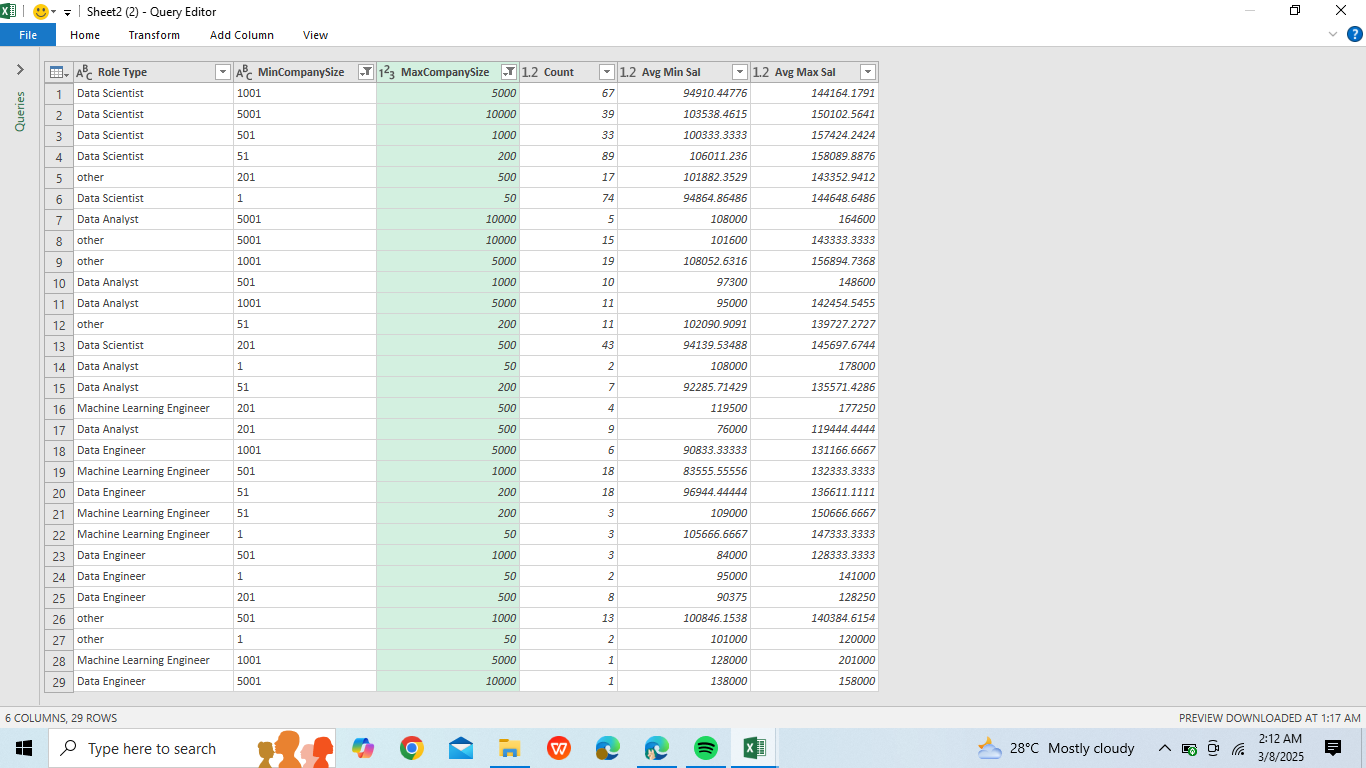 Sheet2 (2) - Query Editor
File Home Transform Add Column View
Queries
Role Type MinCompanySize MaxCompanySize Count Avg Min Sal Avg Max Sal
1 Data Scientist 1001 5000 67 94910.44776 144164.1791
2 Data Scientist 5001 10000 39 103538.4615 150102.5641
3 Data Scientist 501 1000 33 100333.3333 157424.2424
4 Data Scientist 51 200 89 106011.236 158089.8876
5 other 201 500 17 101882.3529 143352.9412
6 Data Scientist 1 50 74 94864.86486 144648.6486
7 Data Analyst 5001 10000 5 108000 164600
8 other 5001 10000 15 101600 143333.3333
9 other 1001 5000 19 108052.6316 156894.7368
10 Data Analyst 501 1000 10 97300 148600
11 Data Analyst 1001 5000 11 95000 142454.5455
12 other 51 200 11 102090.9091 139727.2727
13 Data Scientist 201 500 43 94139.53488 145697.6744
14 Data Analyst 1 50 2 108000 178000
15 Data Analyst 51 200 7 92285.71429 135571.4286
16 Machine Learning Engineer 201 500 4 119500 177250
17 Data Analyst 201 500 9 76000 119444.4444
18 Data Engineer 1001 5000 6 90833.33333 131166.6667
19 Machine Learning Engineer 501 1000 18 83555.55556 132333.3333
20 Data Engineer 51 200 18 96944.44444 136611.1111
21 Machine Learning Engineer 51 200 3 109000 150666.6667
22 Machine Learning Engineer 1 50 3 105666.6667 147333.3333
23 Data Engineer 501 1000 3 84000 128333.3333
24 Data Engineer 1 50 2 95000 141000
25 Data Engineer 201 500 8 90375 128250
26 other 501 1000 13 100846.1538 140384.6154
27 other 1 50 2 101000 120000
28 Machine Learning Engineer 1001 5000 1 128000 201000
29 Data Engineer 5001 10000 1 138000 158000
6 COLUMNS, 29 ROWS PREVIEW DOWNLOADED AT 1:17 AM
Type here to search 28°C Mostly cloudy 2:12 AM
3/8/2025